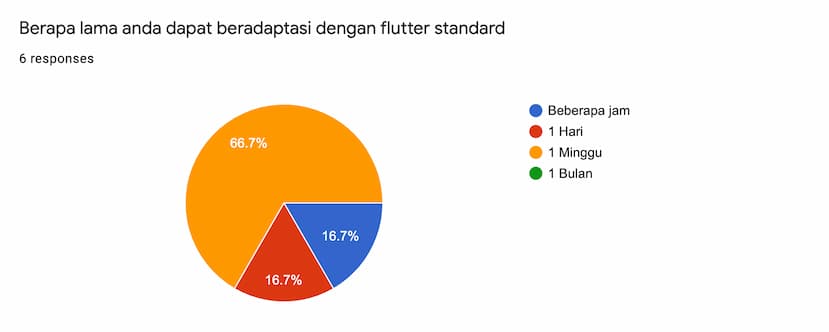 Berapa lama anda dapat beradaptasi dengan flutter standard
6 responses
66.7%
16.7%
16.7%
Beberapa jam
1 Hari
1 Minggu
1 Bulan